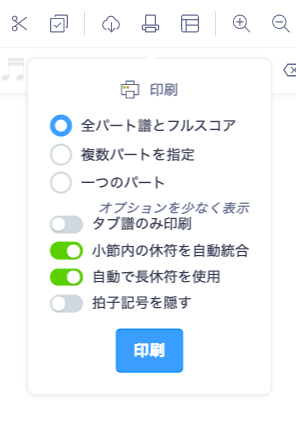 印刷
全パート譜とフルスコア
複数パートを指定
一つのパート
オプションを少なく表示
タブ譜のみ印刷
小節内の休符を自動統合
自動で長休符を使用
拍子記号を隠す
印刷